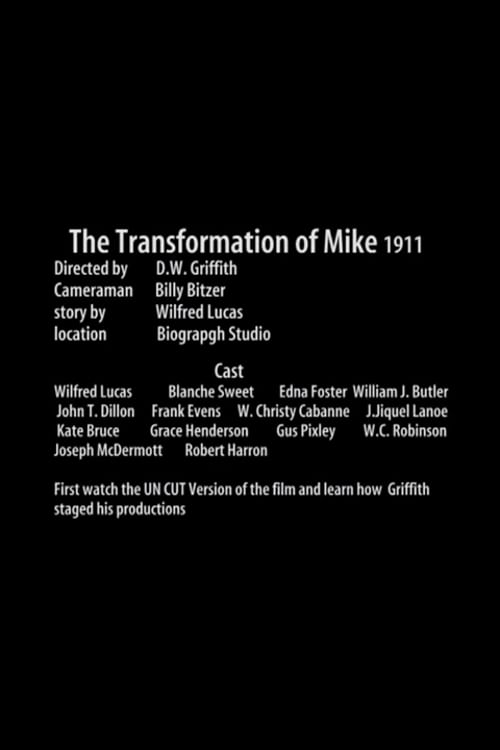 The Transformation of Mike 1911
Directed by D.W. Griffith
Cameraman Billy Bitzer
story by Wilfred Lucas
location Biograpgh Studio
Cast
Wilfred Lucas Blanche Sweet Edna Foster William J. Butler
John T. Dillon Frank Evens W. Christy Cabanne J.Jiquel Lanoe
Kate Bruce Grace Henderson Gus Pixley W.C. Robinson
Joseph McDermott Robert Harron
First watch the UN CUT Version of the film and learn how Griffith
staged his productions